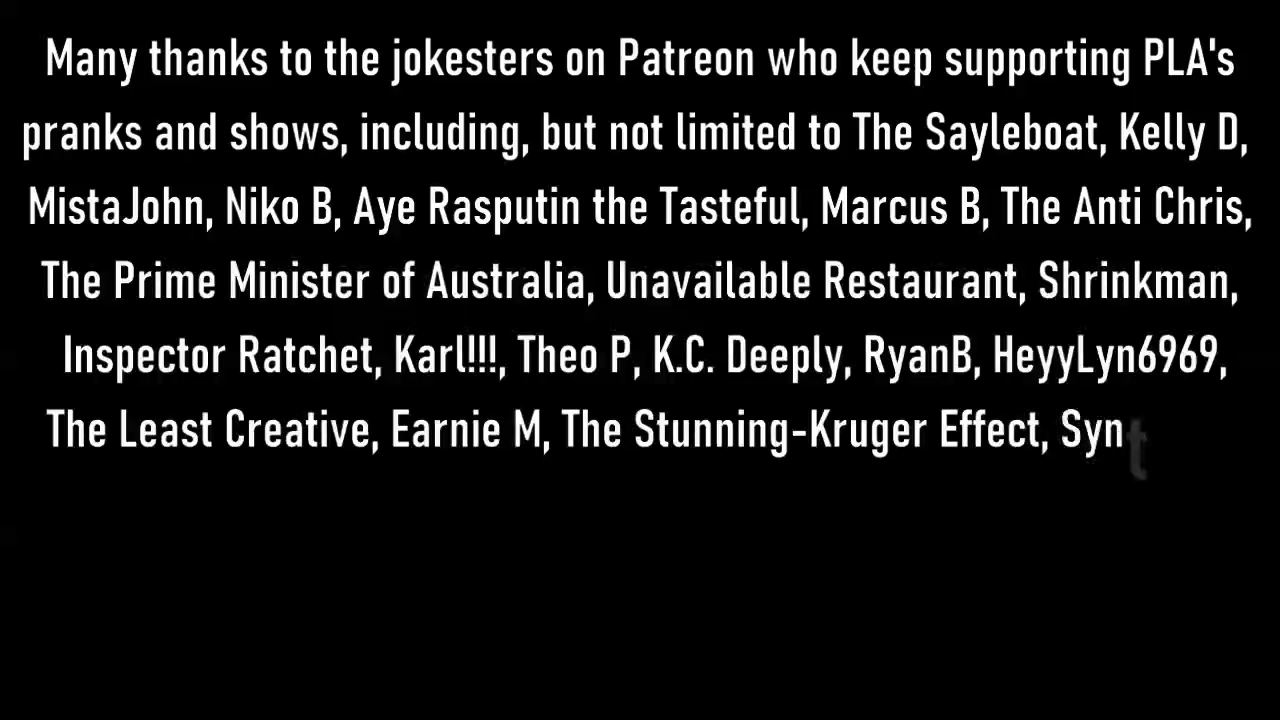 Many thanks to the jokesters on Patreon who keep supporting PLA's
pranks and shows, including, but not limited to The Sayleboat, Kelly D,
MistaJohn, Niko B, Aye Rasputin the Tasteful, Marcus B, The Anti Chris,
The Prime Minister of Australia, Unavailable Restaurant, Shrinkman,
Inspector Ratchet, Karl!!!, Theo P, K.C. Deeply, RyanB, HeyyLyn6969,
The Least Creative, Earnie M, The Stunning-Kruger Effect, Synt